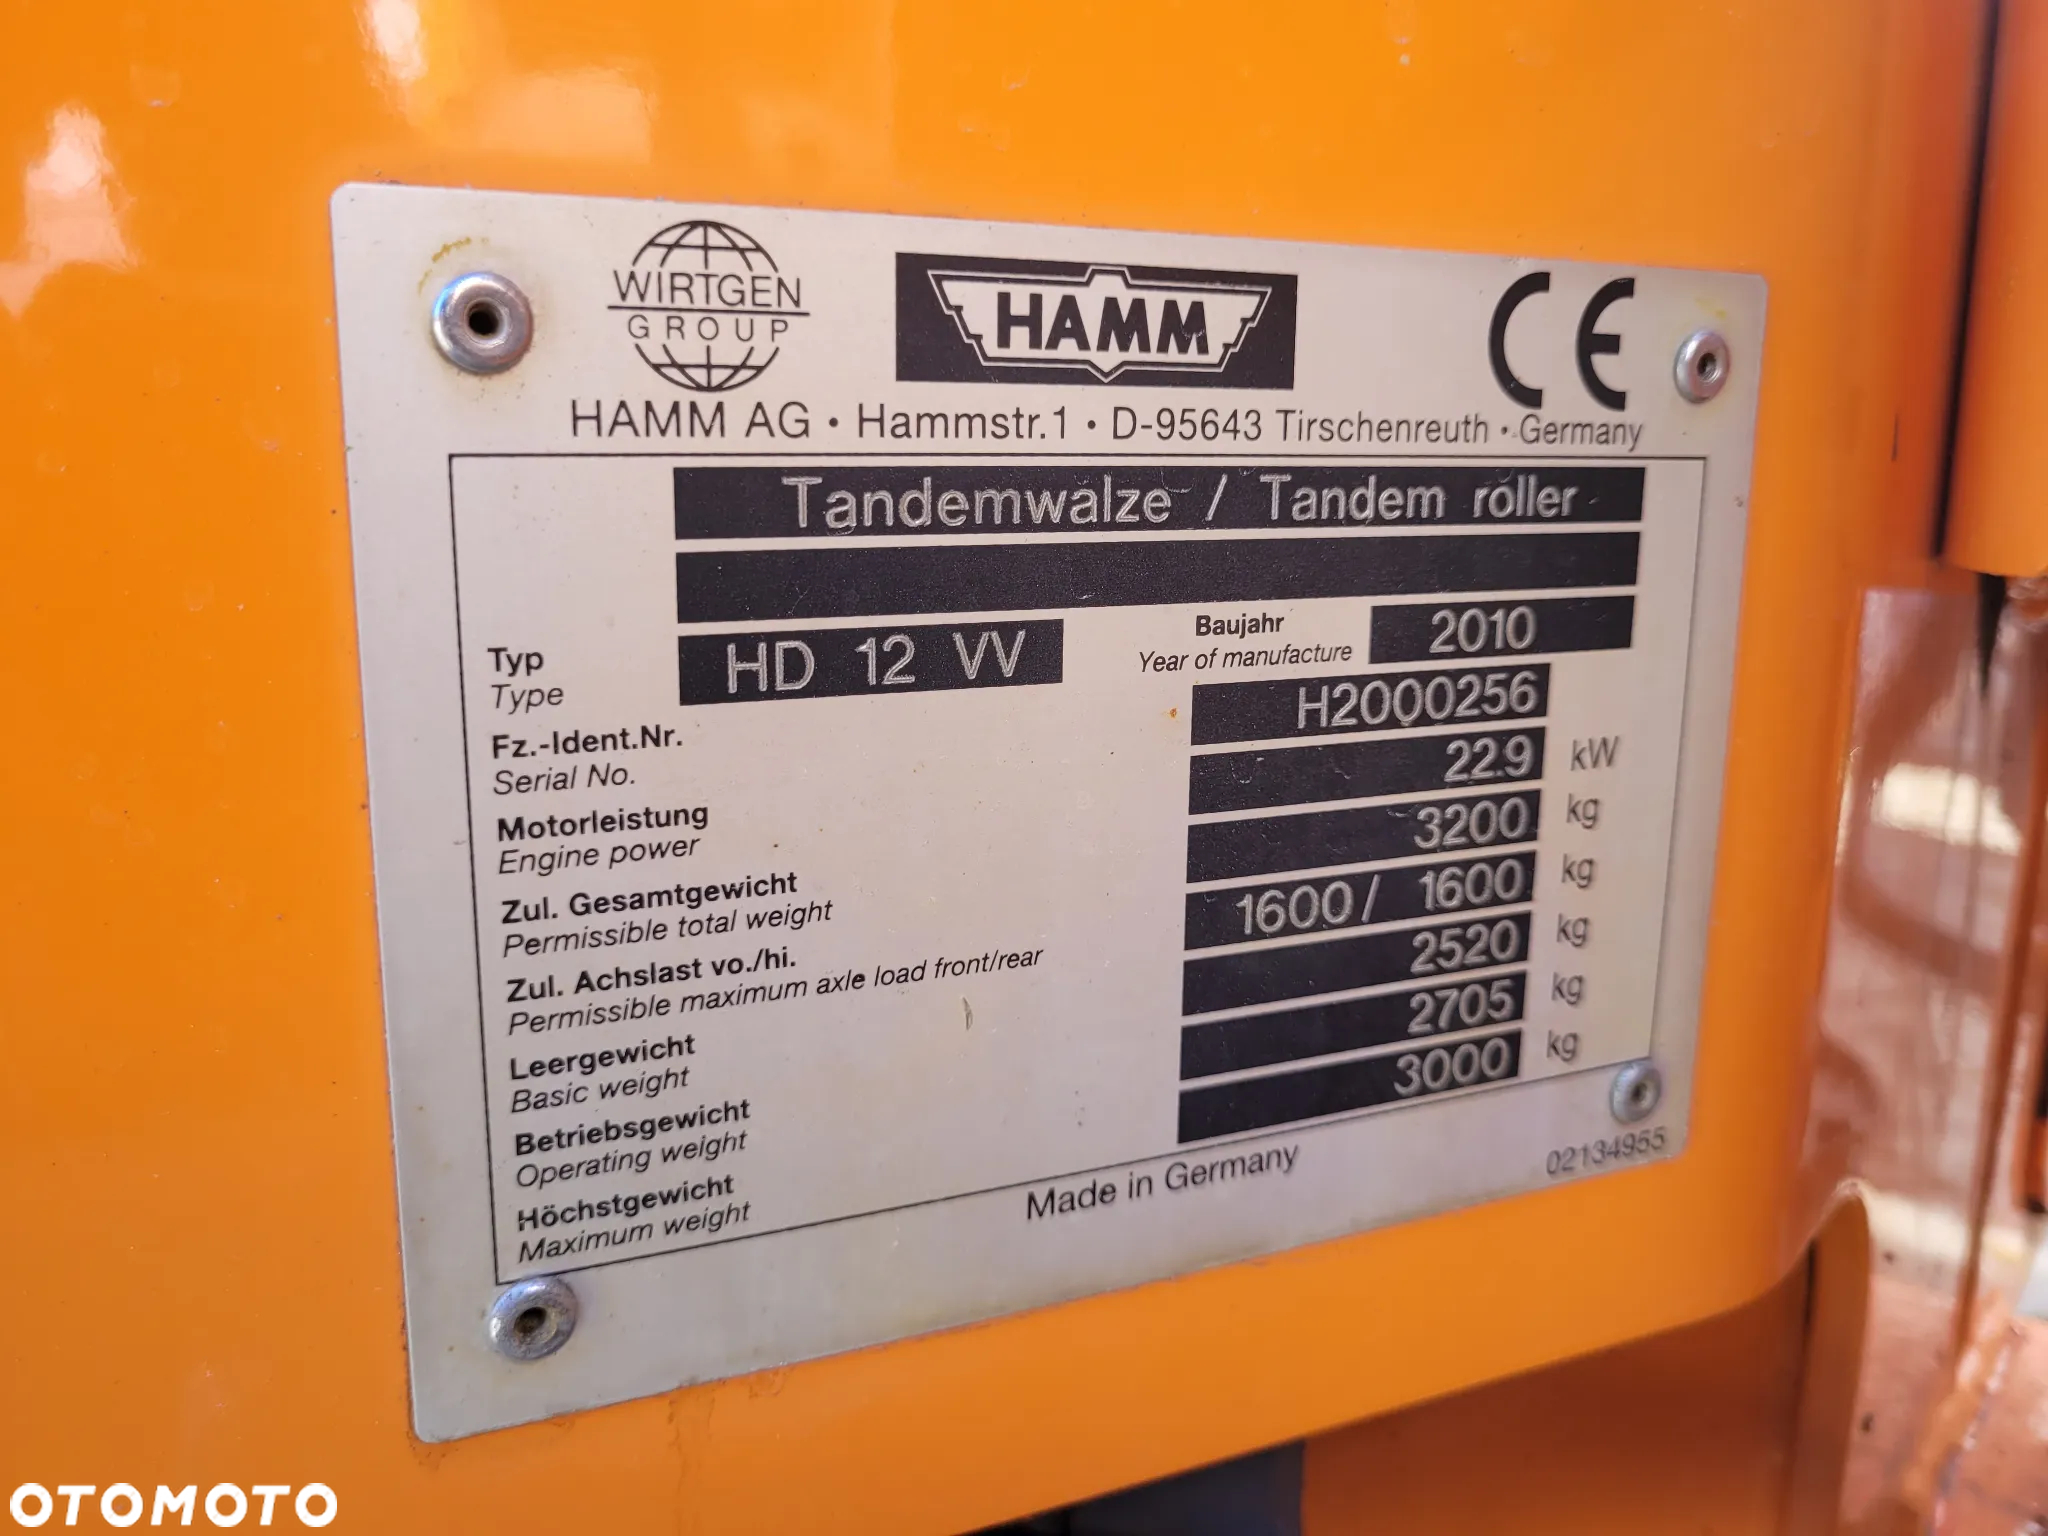 WIRTGEN
GROUP
HAMM
CE
HAMM AG · Hammstr.1 · D-95643 Tirschenreuth · Germany
Tandemwalze / Tandem roller
Typ
Type
HD 12 VV
Baujahr
Year of manufacture
2010
Fz.-Ident.Nr.
Serial No.
H2000256
Motorleistung
Engine power
22.9 kW
Zul. Gesamtgewicht
Permissible total weight
3200 kg
Zul. Achslast vo./hi.
Permissible maximum axle load front/rear
1600/ 1600 kg
Leergewicht
Basic weight
2520 kg
Betriebsgewicht
Operating weight
2705 kg
Höchstgewicht
Maximum weight
3000 kg
Made in Germany
02134955
OTOMOTO